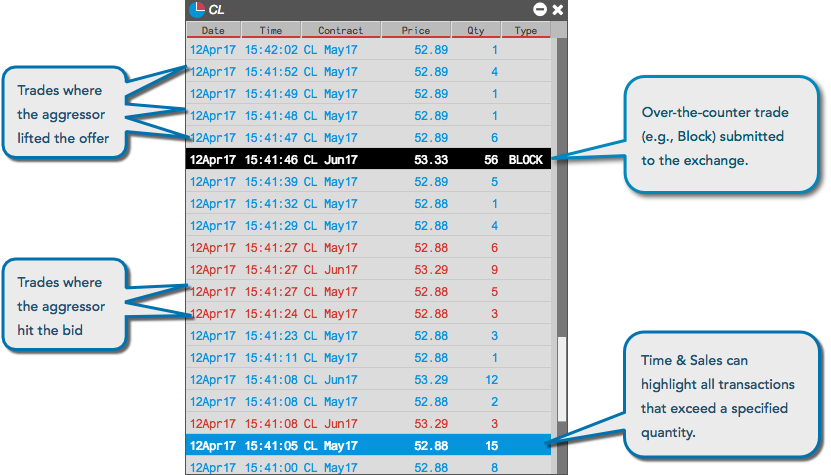 CL
Date Time Contract Price Qty Type
12Apr17 15:42:02 CL May17 52.89 1
12Apr17 15:41:52 CL May17 52.89 4
12Apr17 15:41:49 CL May17 52.89 1
12Apr17 15:41:48 CL May17 52.89 1
12Apr17 15:41:47 CL May17 52.89 6
12Apr17 15:41:46 CL Jun17 53.33 56 BLOCK
12Apr17 15:41:39 CL May17 52.89 5
12Apr17 15:41:32 CL May17 52.88 1
12Apr17 15:41:29 CL May17 52.88 4
12Apr17 15:41:27 CL May17 52.88 6
12Apr17 15:41:27 CL Jun17 53.29 9
12Apr17 15:41:27 CL May17 52.88 5
12Apr17 15:41:24 CL May17 52.88 3
12Apr17 15:41:23 CL May17 52.88 3
12Apr17 15:41:11 CL May17 52.88 1
12Apr17 15:41:08 CL Jun17 53.29 12
12Apr17 15:41:08 CL May17 52.88 2
12Apr17 15:41:08 CL Jun17 53.29 3
12Apr17 15:41:05 CL May17 52.88 15
12Apr17 15:41:00 CL May17 52.88 8
Trades where
the aggressor
lifted the offer
Trades where
the aggressor
hit the bid
Over-the-counter trade
(e.g., Block) submitted
to the exchange.
Time & Sales can
highlight all transactions
that exceed a specified
quantity.